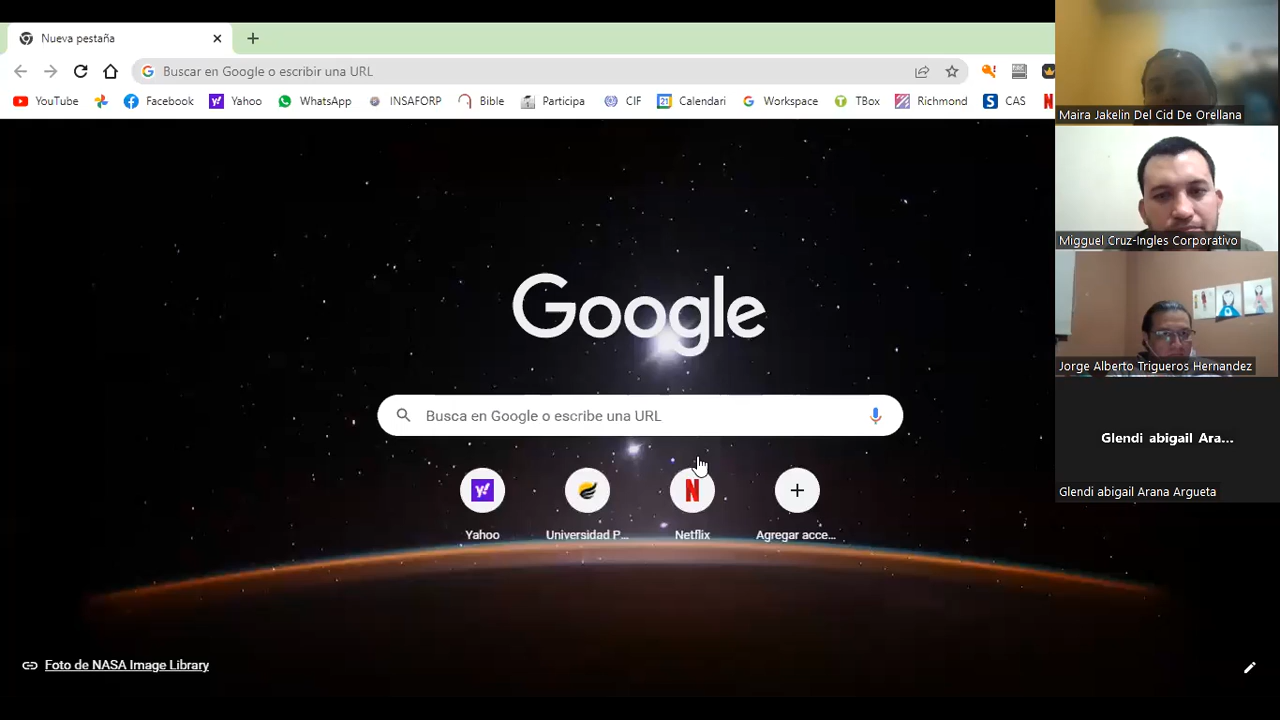 Nueva pestaña
Buscar en Google o escribir una URL
YouTube Facebook Yahoo WhatsApp INSAFORP Bible Participa CIF Calendari Workspace TBox Richmond CAS
Maira Jakelin Del Cid De Orellana
Migguel Cruz-Ingles Corporativo
Jorge Alberto Trigueros Hernandez
Glendi abigail Ara...
Glendi abigail Arana Argueta
Google
Busca en Google o escribe una URL
Yahoo Universidad P... Netflix Agregar acce...
Foto de NASA Image Library